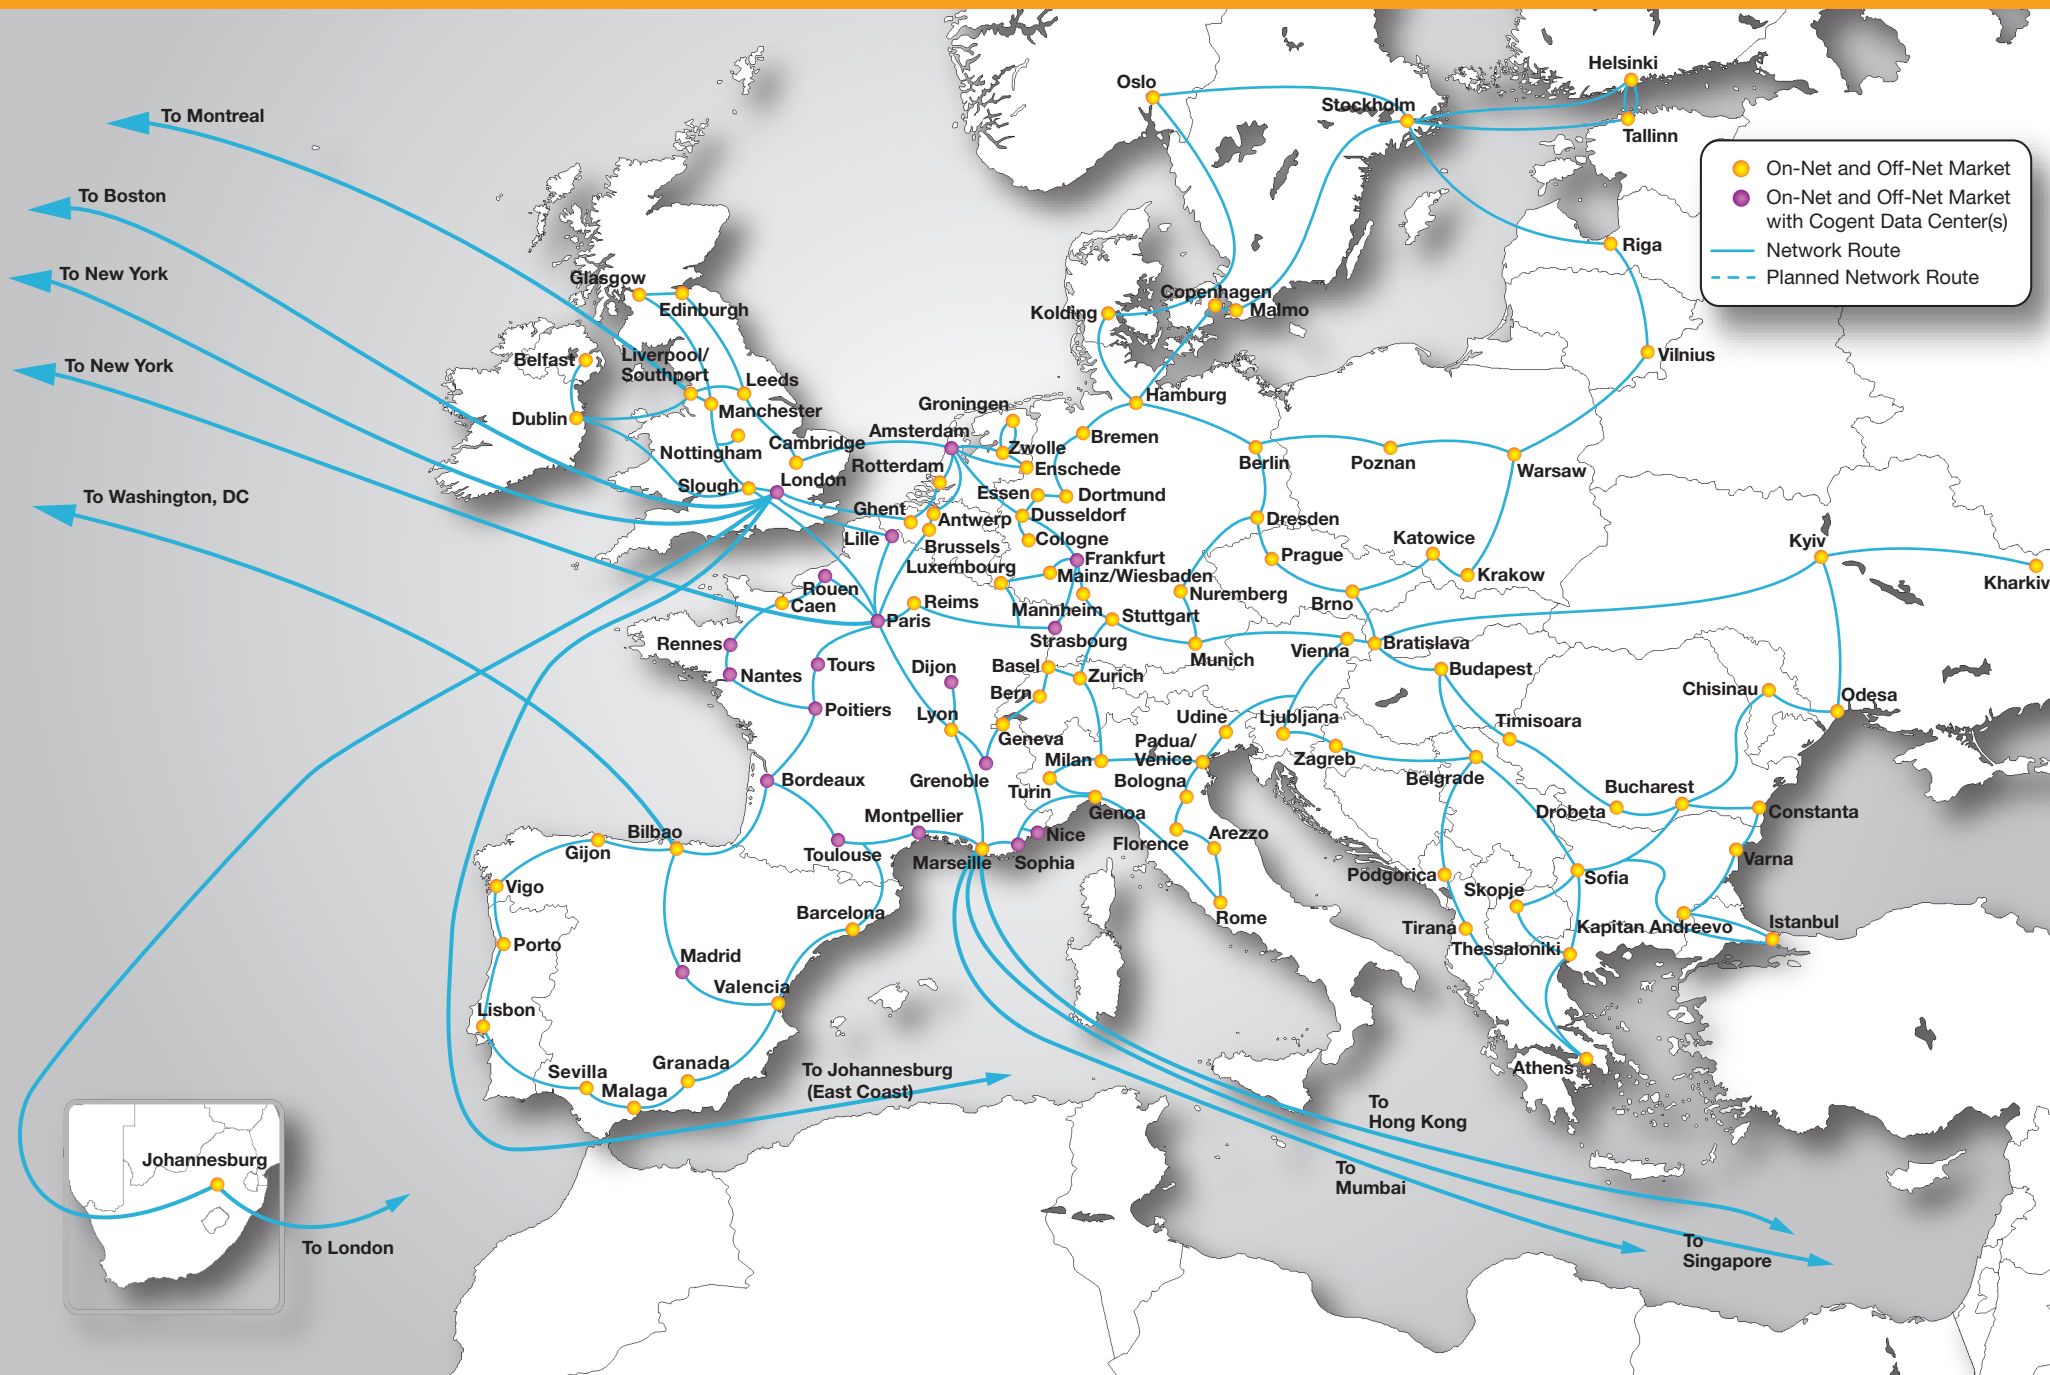 Helsinki
Oslo
Stockholm
To Montreal
Tallinn
On-Net and Off-Net Market
On-Net and Off-Net Market
with Cogent Data Center(s)
Network Route
Planned Network Route
To Boston
Riga
To New York
Glasgow
Edinburgh
Copenhagen
Kolding
Malmo
Belfast
Liverpool/
Southport
Vilnius
To New York
Leeds
Hamburg
Groningen
Manchester
Dublin
Amsterdam
Bremen
Cambridge
Zwolle
Nottingham
Berlin
Poznan
Rotterdam
Enschede
Warsaw
London
Slough
Essen
Dortmund
To Washington, DC
Ghent
Antwerp
Dusseldorf
Dresden
Lille
Cologne
Katowice
Kyiv
Brussels
Frankfurt
Prague
Luxembourg
Mainz/Wiesbaden
Krakow
Kharkiv
Rouen
Nuremberg
Caen
Reims
Mannheim
Brno
Paris
Stuttgart
Rennes
Strasbourg
Bratislava
Vienna
Tours
Dijon
Basel
Munich
Budapest
Nantes
Zurich
Chisinau
Bern
Odesa
Poitiers
Lyon
Udine
Ljubljana
Timisoara
Geneva
Padua/
Venice
Milan
Zagreb
Bordeaux
Grenoble
Bologna
Belgrade
Turin
Bucharest
Drobeta
Constanta
Montpellier
Genoa
Bilbao
Nice
Arezzo
Gijon
Toulouse
Marseille
Sophia
Florence
Varna
Vigo
Podgorica
Skopje
Sofia
Barcelona
Rome
Tirana
Kapitan Andreevo
Istanbul
Porto
Thessaloniki
Madrid
Valencia
Lisbon
Granada
Sevilla
Malaga
To Johannesburg
(East Coast)
Athens
To
Hong Kong
Johannesburg
To
Mumbai
To London
To
Singapore